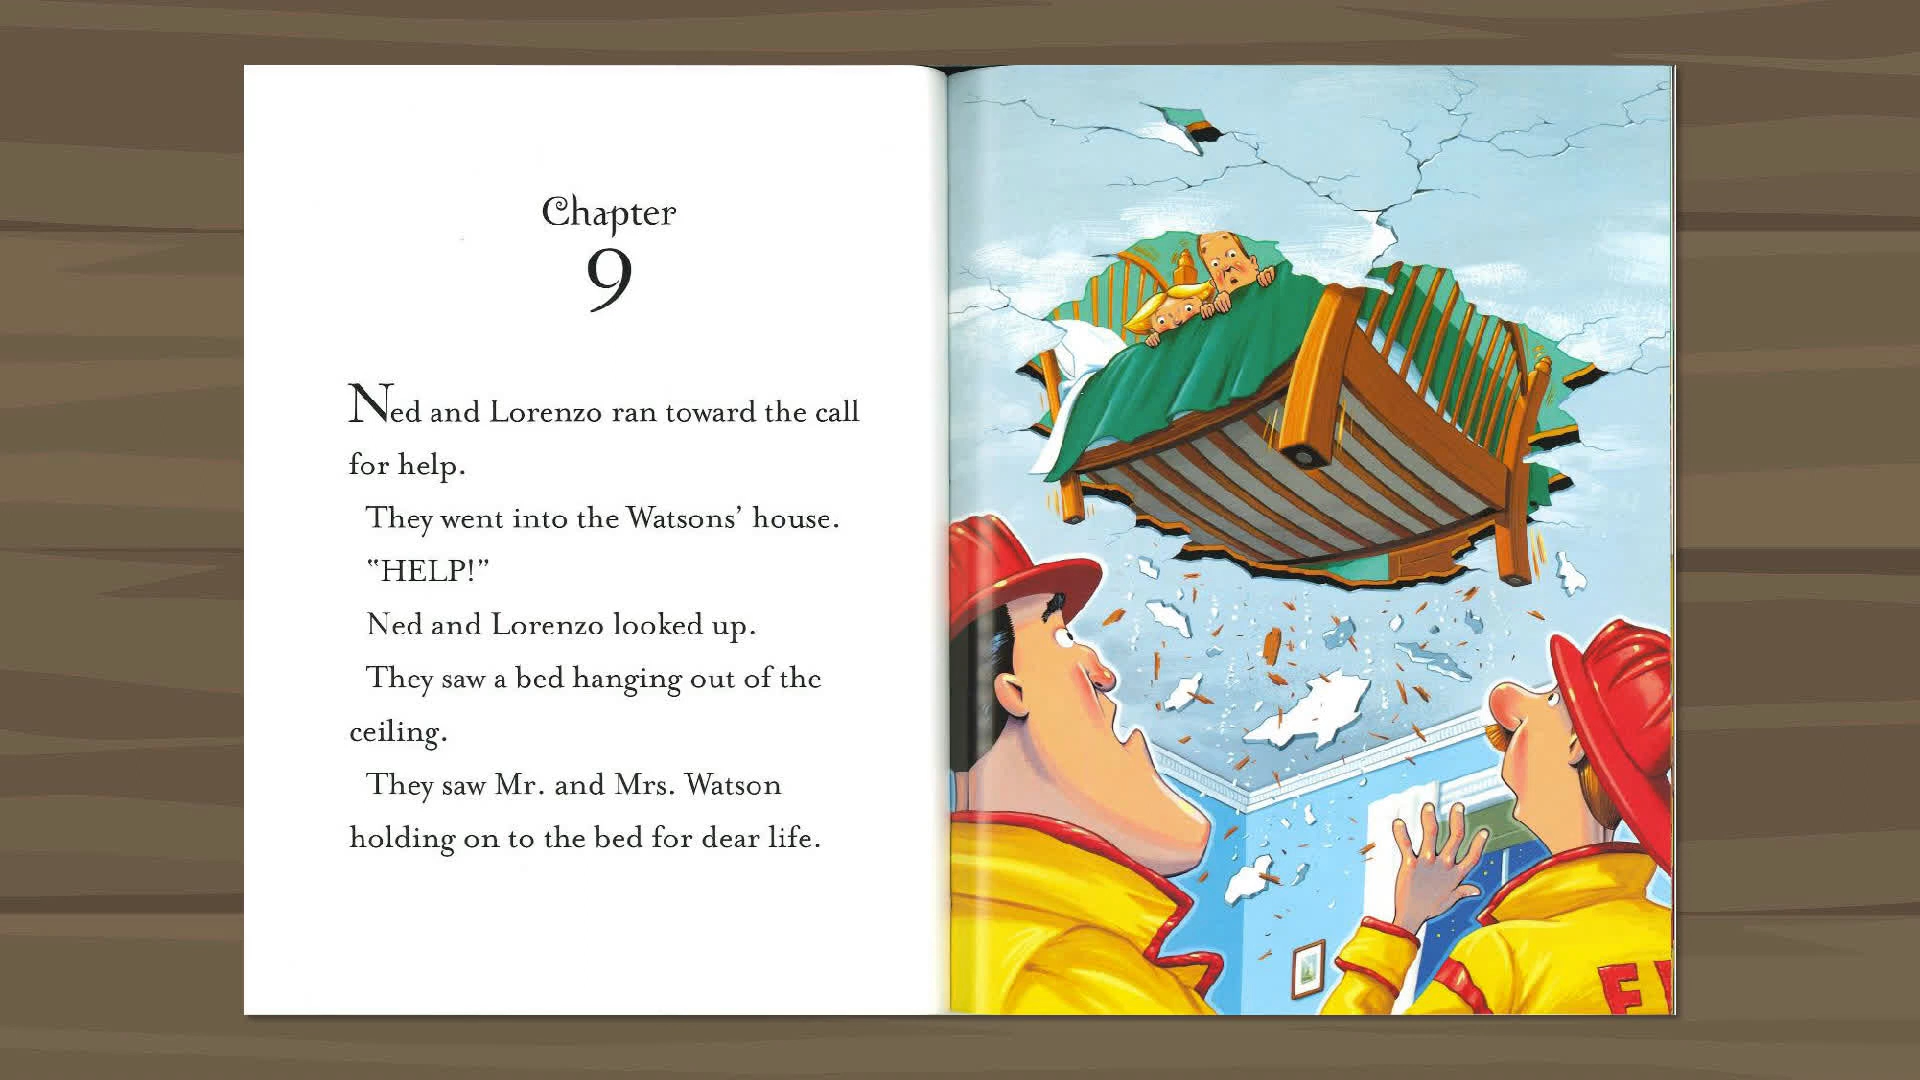 Chapter
9
Ned and Lorenzo ran toward the call
for help.
They went into the Watsons’ house.
“HELP!”
Ned and Lorenzo looked up.
They saw a bed hanging out of the
ceiling.
They saw Mr. and Mrs. Watson
holding on to the bed for dear life.